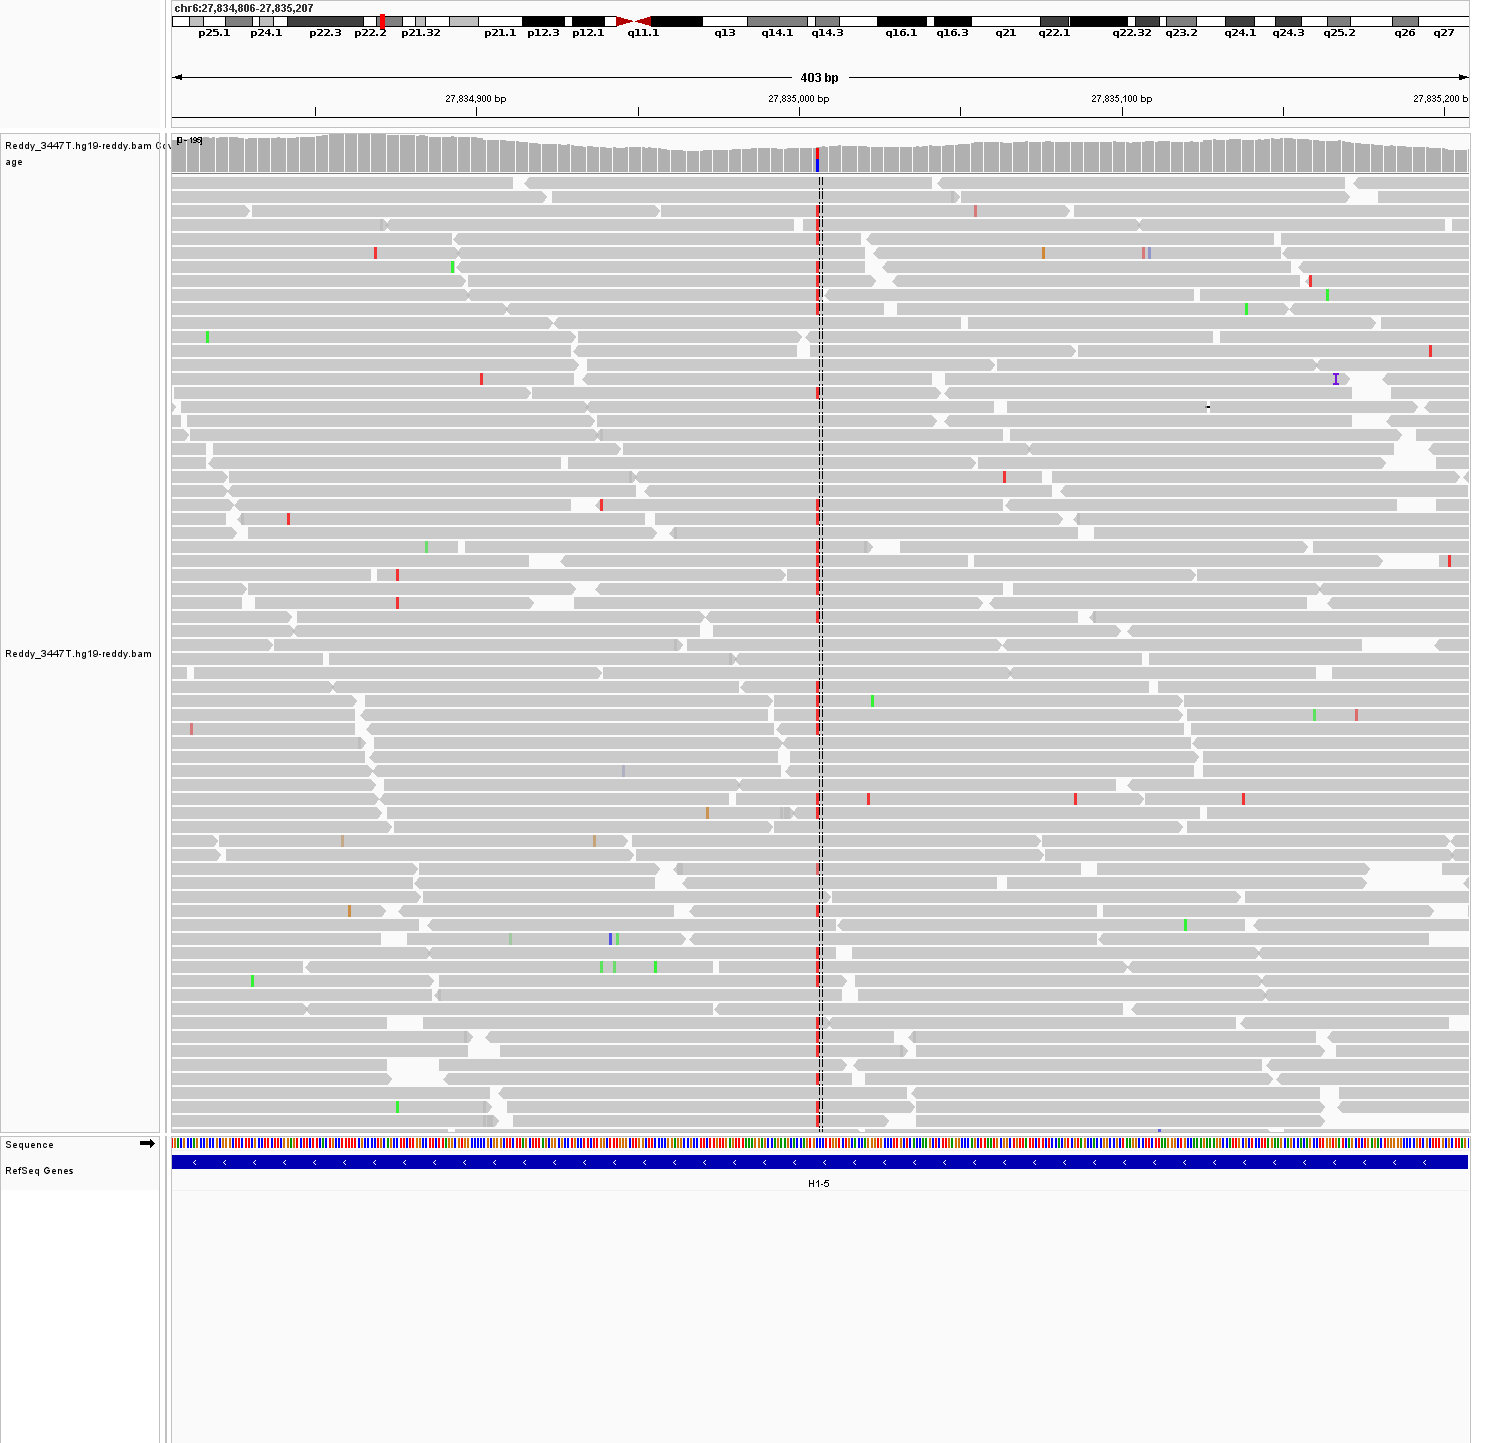 chr6:27,834,806-27,835,207
p25.1 p24.1 p22.3 p22.2 p21.32 p21.1 p12.3 p12.1 q11.1 q13 q14.1 q14.3 q16.1 q16.3 q21 q22.1 q22.32 q23.2 q24.1 q24.3 q25.2 q26 q27
403 bp
27,834,900 bp 27,835,000 bp 27,835,100 bp 27,835,200 b
Reddy_3447T.hg19-reddy.bam Cov
age
[0 - 195]
I
Reddy_3447T.hg19-reddy.bam
Sequence
RefSeq Genes
H1-5